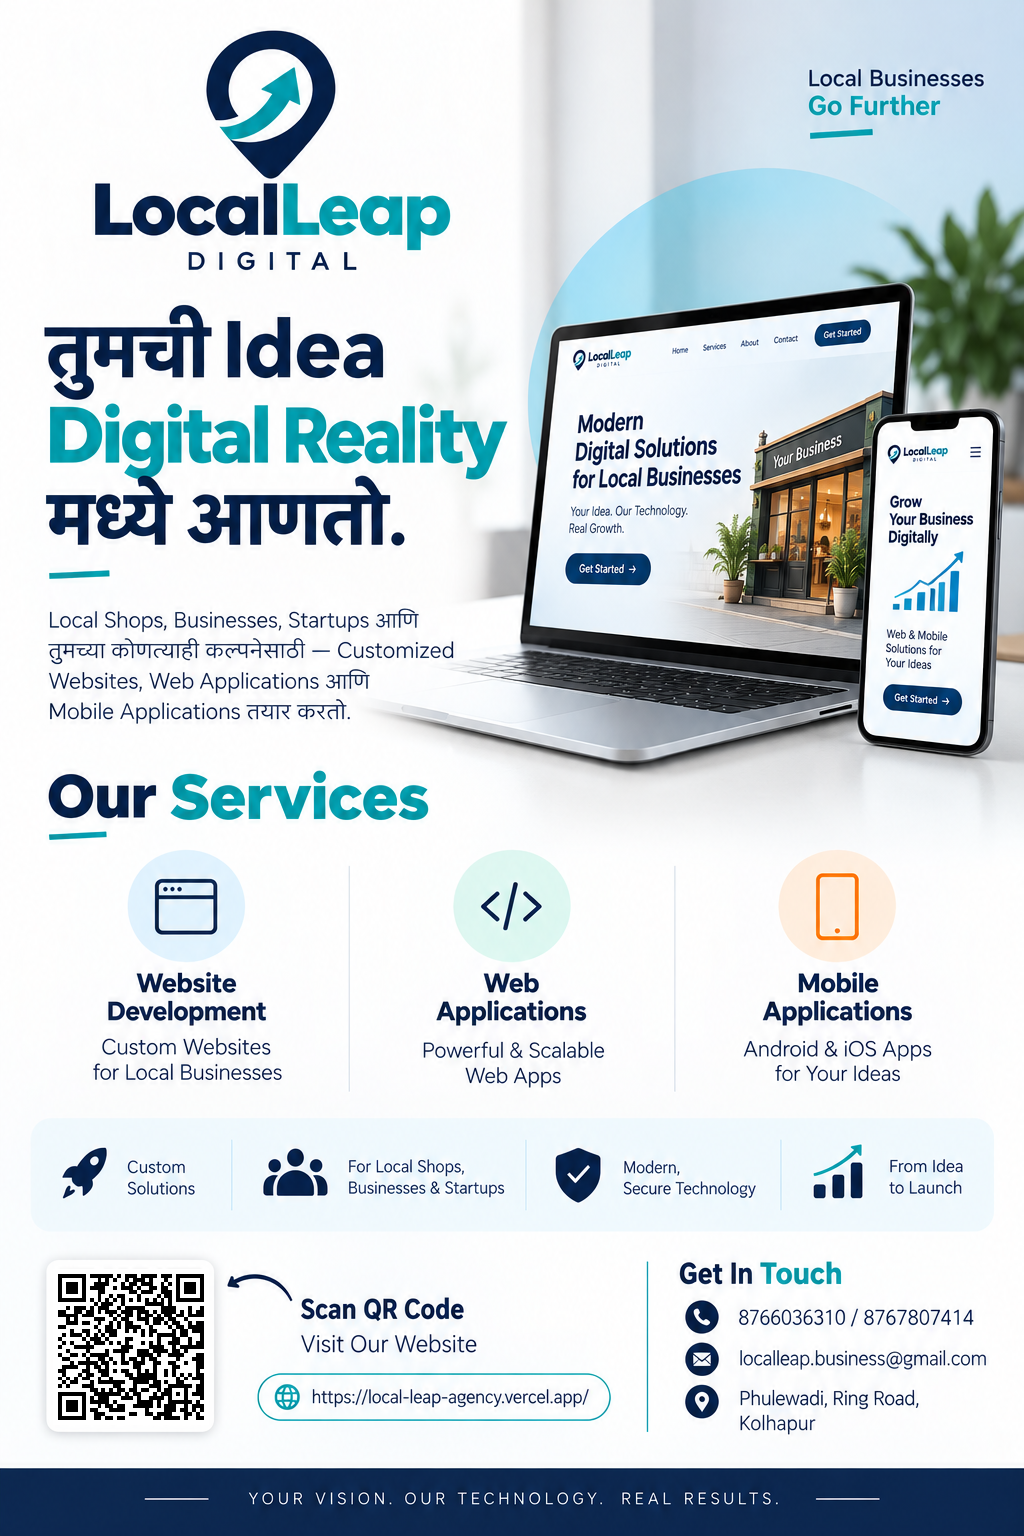 LocalLeap
DIGITAL
Local Businesses
Go Further
तुमची Idea
Digital Reality
मध्ये आणतो.
Local Shops, Businesses, Startups आणि
तुमच्या कोणत्याही कल्पनेसाठी — Customized
Websites, Web Applications आणि
Mobile Applications तयार करतो.
LocalLeap
DIGITAL
Home Services About Contact Get Started
Modern
Digital Solutions
for Local Businesses
Your Idea. Our Technology.
Real Growth.
Get Started →
Your Business
LocalLeap
DIGITAL
Grow
Your Business
Digitally
Web & Mobile
Solutions for
Your Ideas
Get Started →
Our Services
Website
Development
Custom Websites
for Local Businesses
Web
Applications
Powerful & Scalable
Web Apps
Mobile
Applications
Android & iOS Apps
for Your Ideas
Custom
Solutions
For Local Shops,
Businesses & Startups
Modern,
Secure Technology
From Idea
to Launch
Scan QR Code
Visit Our Website
https://local-leap-agency.vercel.app/
Get In Touch
8766036310 / 8767807414
localleap.business@gmail.com
Phulewadi, Ring Road,
Kolhapur
YOUR VISION. OUR TECHNOLOGY. REAL RESULTS.